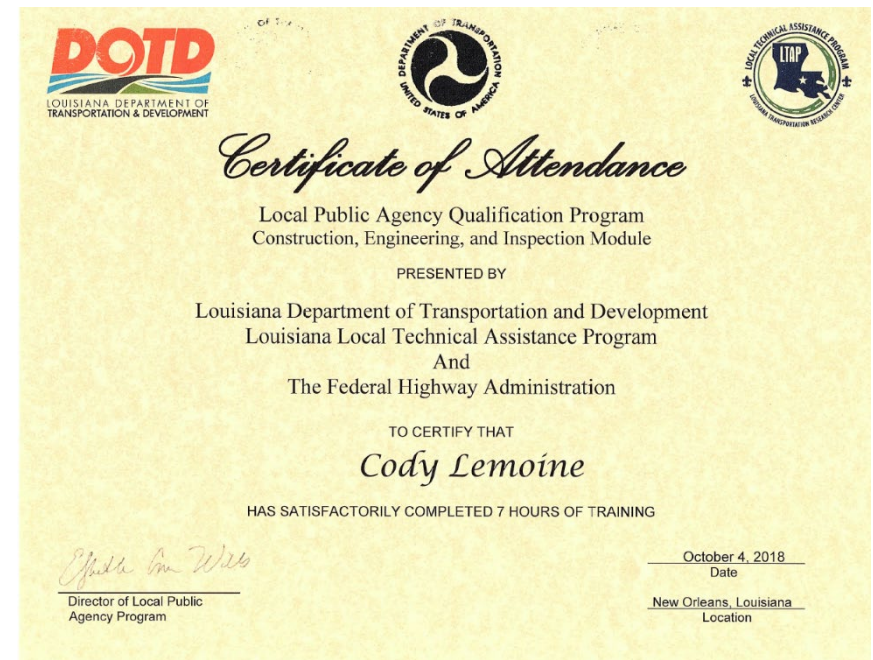 DOTD
LOUISIANA DEPARTMENT OF
TRANSPORTATION & DEVELOPMENT
OF
DEPARTMENT OF TRANSPORTATION
UNITED STATES OF AMERICA
LOCAL TECHNICAL ASSISTANCE PROGRAM
LTAP
LOUISIANA TRANSPORTATION RESEARCH CENTER
Certificate of Attendance
Local Public Agency Qualification Program
Construction, Engineering, and Inspection Module
PRESENTED BY
Louisiana Department of Transportation and Development
Louisiana Local Technical Assistance Program
And
The Federal Highway Administration
TO CERTIFY THAT
Cody Lemoine
HAS SATISFACTORILY COMPLETED 7 HOURS OF TRAINING
Director of Local Public
Agency Program
October 4, 2018
Date
New Orleans, Louisiana
Location